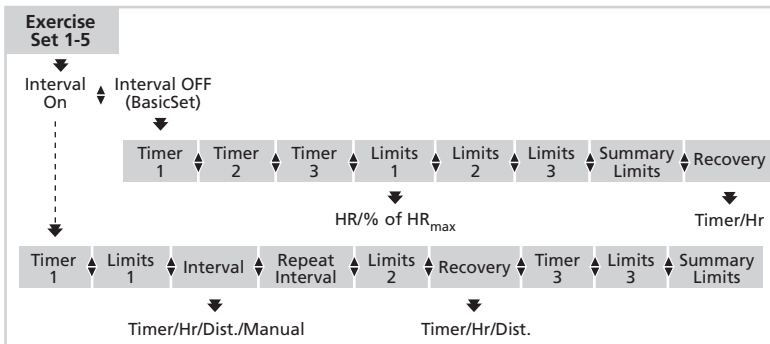 Exercise
Set 1-5
Interval
On
Interval OFF
(BasicSet)
Timer
1
Timer
2
Timer
3
Limits
1
Limits
2
Limits
3
Summary
Limits
Recovery
HR/% of HRmax
Timer/Hr
Timer
1
Limits
1
Interval
Repeat
Interval
Limits
2
Recovery
Timer
3
Limits
3
Summary
Limits
Timer/Hr/Dist./Manual
Timer/Hr/Dist.